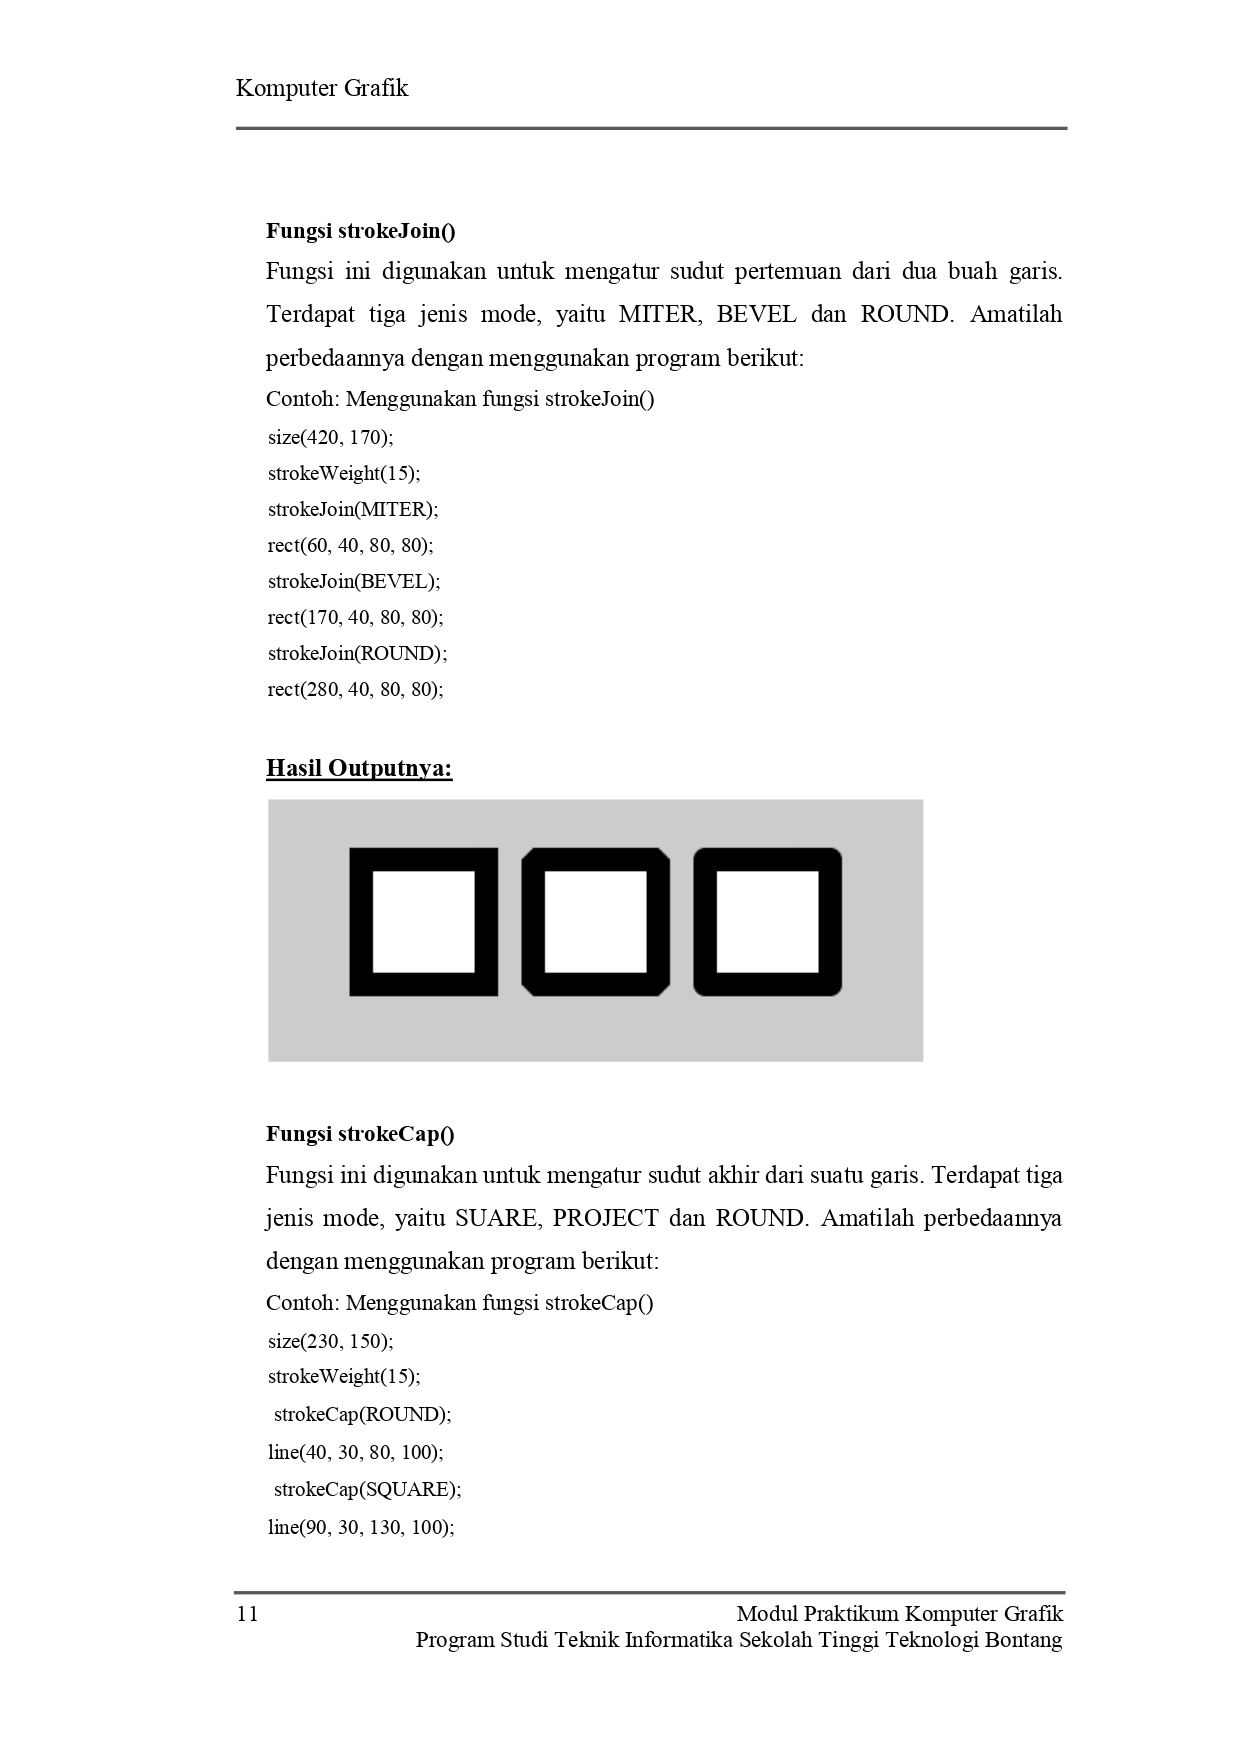 Komputer Grafik
Fungsi strokeJoin()
Fungsi ini digunakan untuk mengatur sudut pertemuan dari dua buah garis.
Terdapat tiga jenis mode, yaitu MITER, BEVEL dan ROUND. Amatilah
perbedaannya dengan menggunakan program berikut:
Contoh: Menggunakan fungsi strokeJoin()
size(420, 170);
strokeWeight(15);
strokeJoin(MITER);
rect(60, 40, 80, 80);
strokeJoin(BEVEL);
rect(170, 40, 80, 80);
strokeJoin(ROUND);
rect(280, 40, 80, 80);
Hasil Outputnya:
Fungsi strokeCap()
Fungsi ini digunakan untuk mengatur sudut akhir dari suatu garis. Terdapat tiga
jenis mode, yaitu SUARE, PROJECT dan ROUND. Amatilah perbedaannya
dengan menggunakan program berikut:
Contoh: Menggunakan fungsi strokeCap()
size(230, 150);
strokeWeight(15);
strokeCap(ROUND);
line(40, 30, 80, 100);
strokeCap(SQUARE);
line(90, 30, 130, 100);
11 Modul Praktikum Komputer Grafik
Program Studi Teknik Informatika Sekolah Tinggi Teknologi Bontang